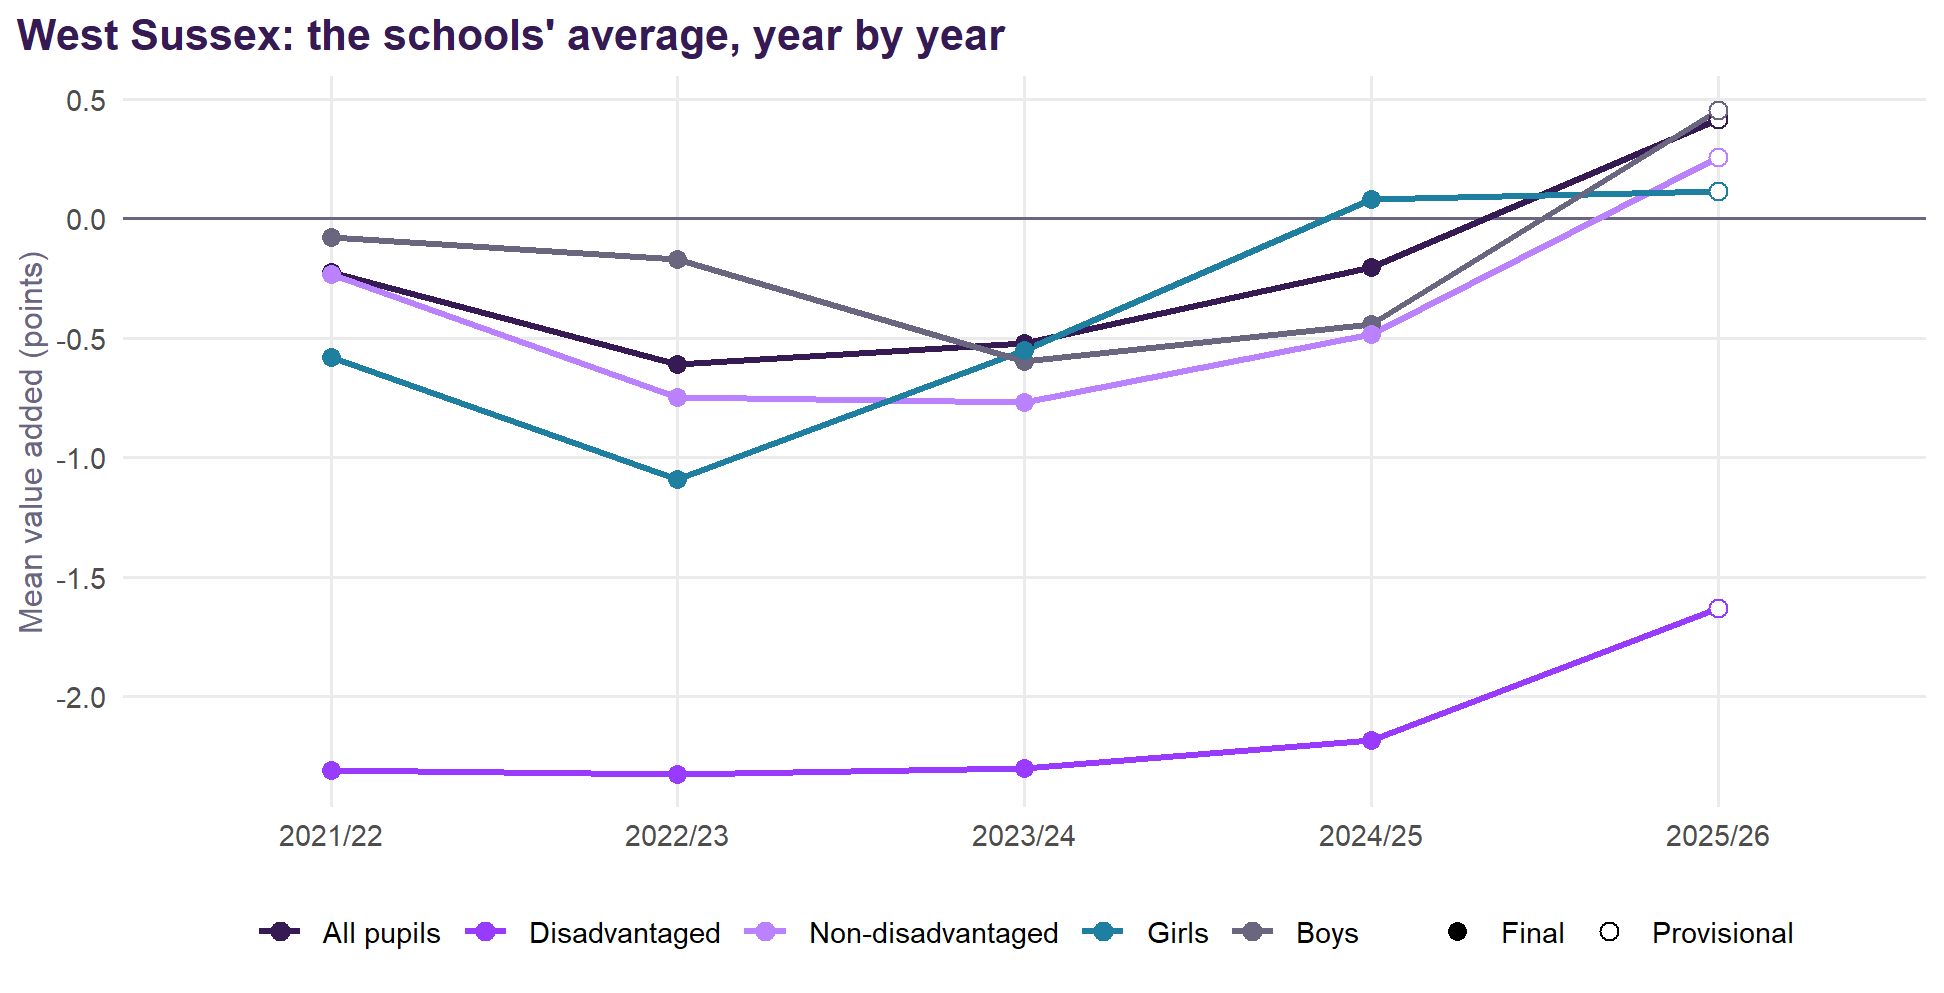 West Sussex: the schools' average, year by year
Mean value added (points)
0.5
0.0
-0.5
-1.0
-1.5
-2.0
2021/22 2022/23 2023/24 2024/25 2025/26
All pupils Disadvantaged Non-disadvantaged Girls Boys Final Provisional